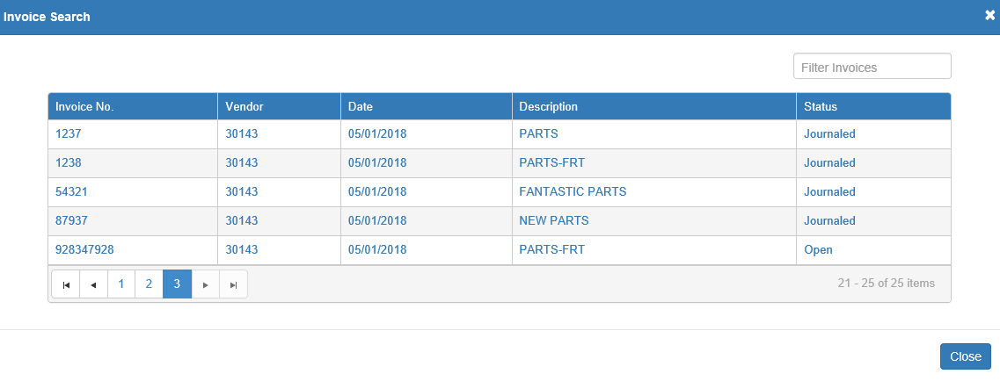 Invoice Search
Filter Invoices
Invoice No. Vendor Date Description Status
1237 30143 05/01/2018 PARTS Journaled
1238 30143 05/01/2018 PARTS-FRT Journaled
54321 30143 05/01/2018 FANTASTIC PARTS Journaled
87937 30143 05/01/2018 NEW PARTS Journaled
928347928 30143 05/01/2018 PARTS-FRT Open
1 2 3 21 - 25 of 25 items
Close